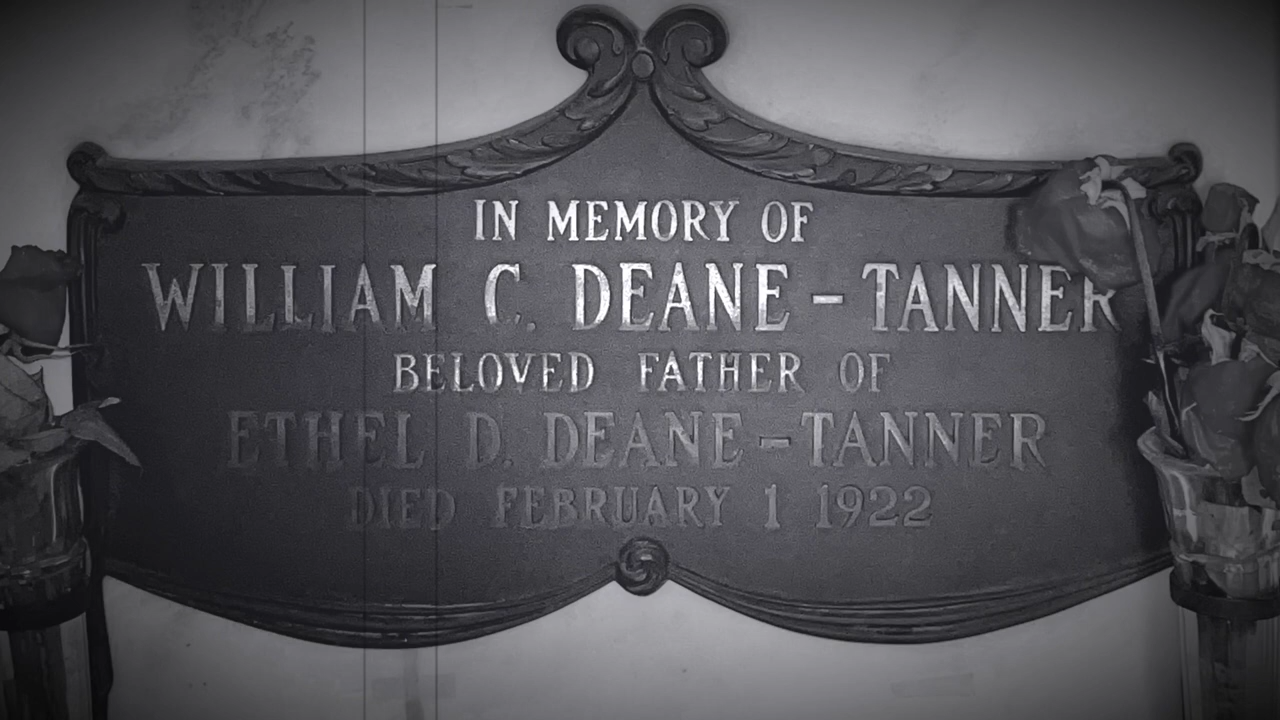 IN MEMORY OF
WILLIAM C. DEANE-TANNER
BELOVED FATHER OF
ETHEL D. DEANE-TANNER
DIED FEBRUARY 1 1922